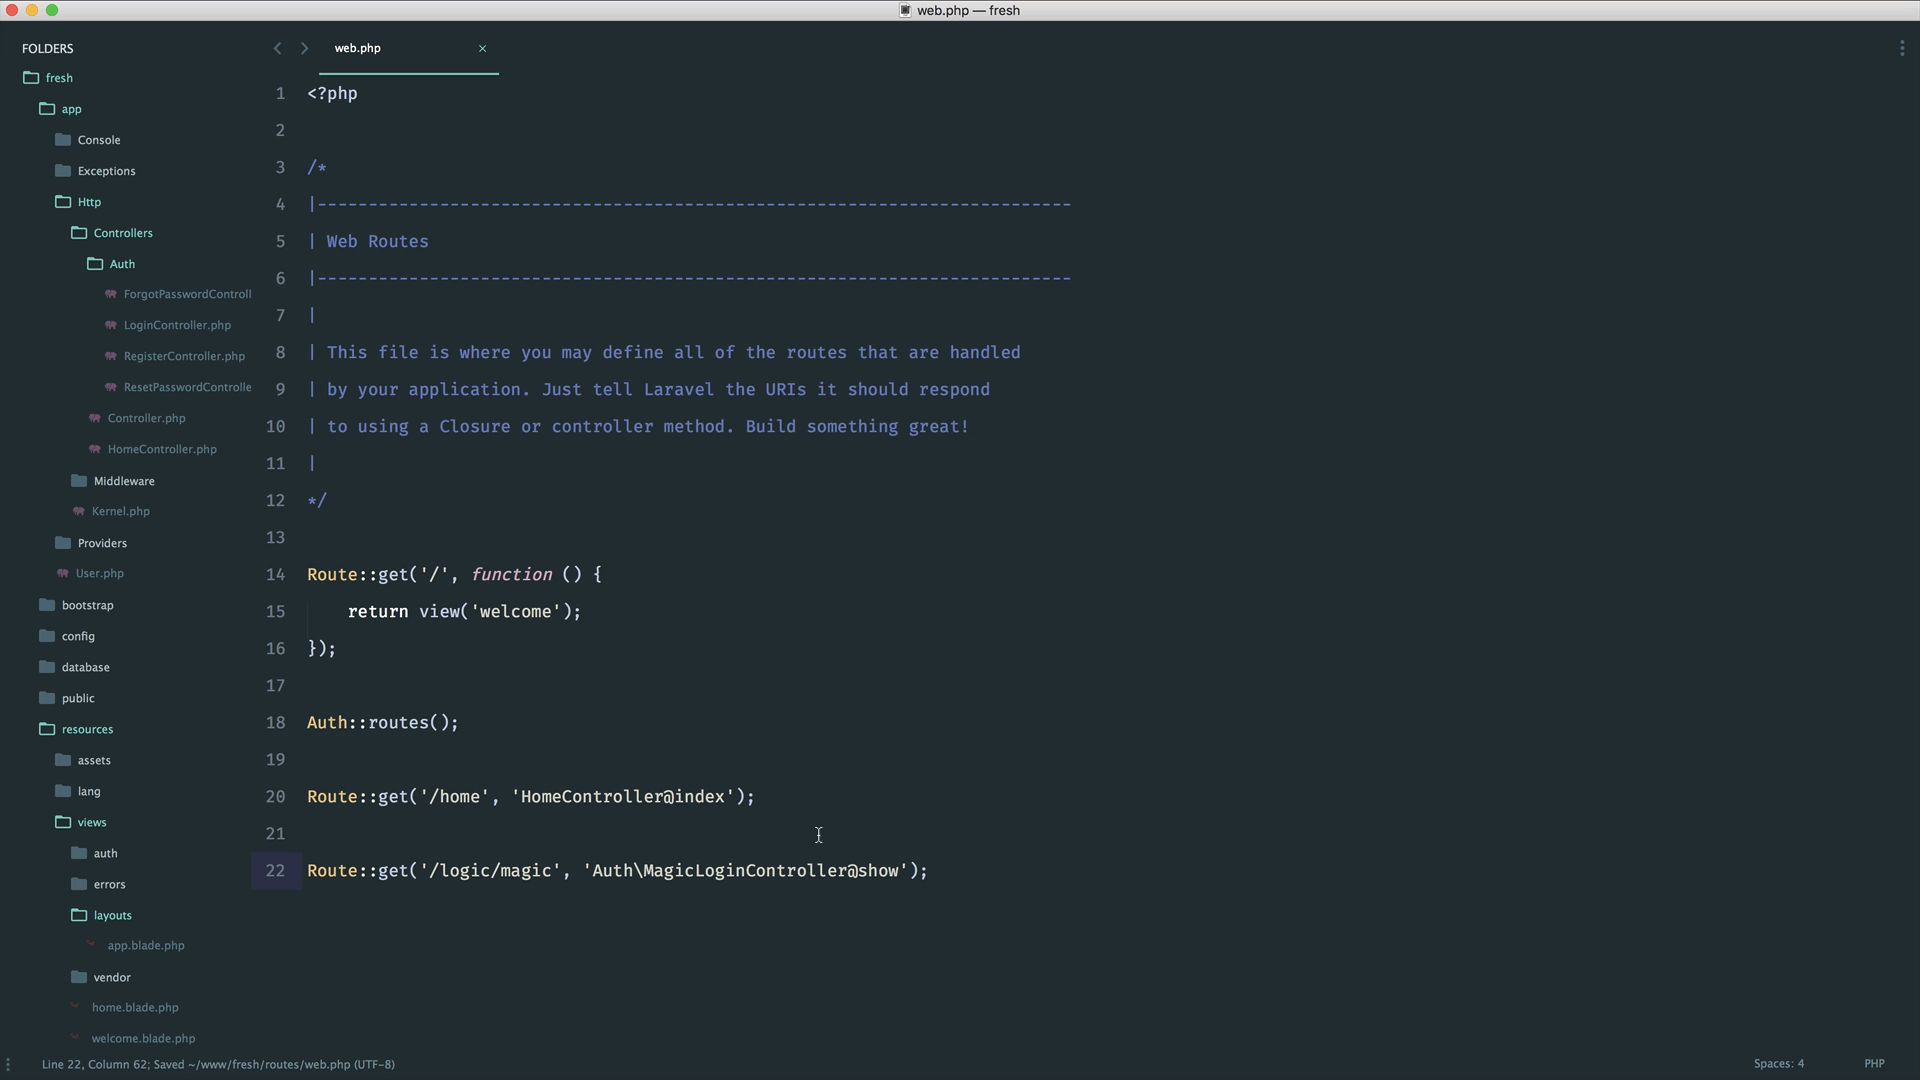 web.php — fresh
FOLDERS
fresh
app
Console
Exceptions
Http
Controllers
Auth
ForgotPasswordControll
LoginController.php
RegisterController.php
ResetPasswordControlle
Controller.php
HomeController.php
Middleware
Kernel.php
Providers
User.php
bootstrap
config
database
public
resources
assets
lang
views
auth
errors
layouts
app.blade.php
vendor
home.blade.php
welcome.blade.php
web.php ×
1 <?php
2
3 /*
4 |--------------------------------------------------------------------------
5 | Web Routes
6 |--------------------------------------------------------------------------
7 |
8 | This file is where you may define all of the routes that are handled
9 | by your application. Just tell Laravel the URIs it should respond
10 | to using a Closure or controller method. Build something great!
11 |
12 */
13
14 Route::get('/', function () {
15     return view('welcome');
16 });
17
18 Auth::routes();
19
20 Route::get('/home', 'HomeController@index');
21
22 Route::get('/logic/magic', 'Auth\MagicLoginController@show');
Line 22, Column 62; Saved ~/www/fresh/routes/web.php (UTF-8)
Spaces: 4
PHP